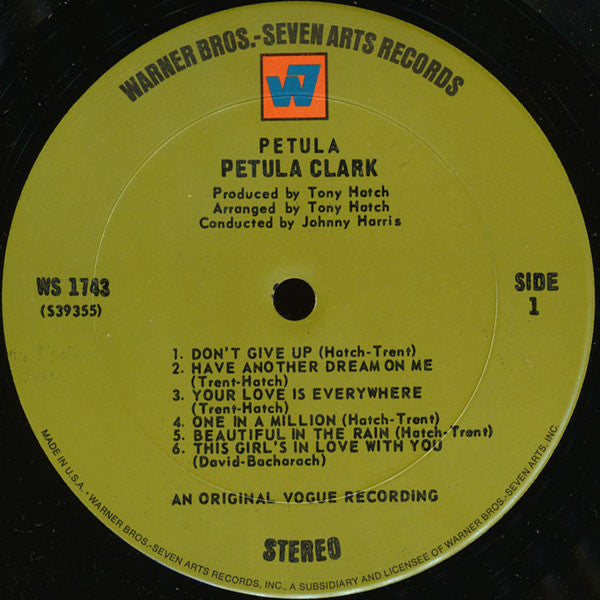 WARNER BROS.-SEVEN ARTS RECORDS
W7
PETULA
PETULA CLARK
Produced by Tony Hatch
Arranged by Tony Hatch
Conducted by Johnny Harris
WS 1743
(S39355)
SIDE
1
1. DON'T GIVE UP (Hatch-Trent)
2. HAVE ANOTHER DREAM ON ME
(Trent-Hatch)
3. YOUR LOVE IS EVERYWHERE
(Trent-Hatch)
4. ONE IN A MILLION (Hatch-Trent)
5. BEAUTIFUL IN THE RAIN (Hatch-Trent)
6. THIS GIRL'S IN LOVE WITH YOU
(David-Bacharach)
AN ORIGINAL VOGUE RECORDING
STEREO
MADE IN U.S.A. - WARNER BROS.-SEVEN ARTS RECORDS, INC., A SUBSIDIARY AND LICENSEE OF WARNER BROS.-SEVEN ARTS, INC.